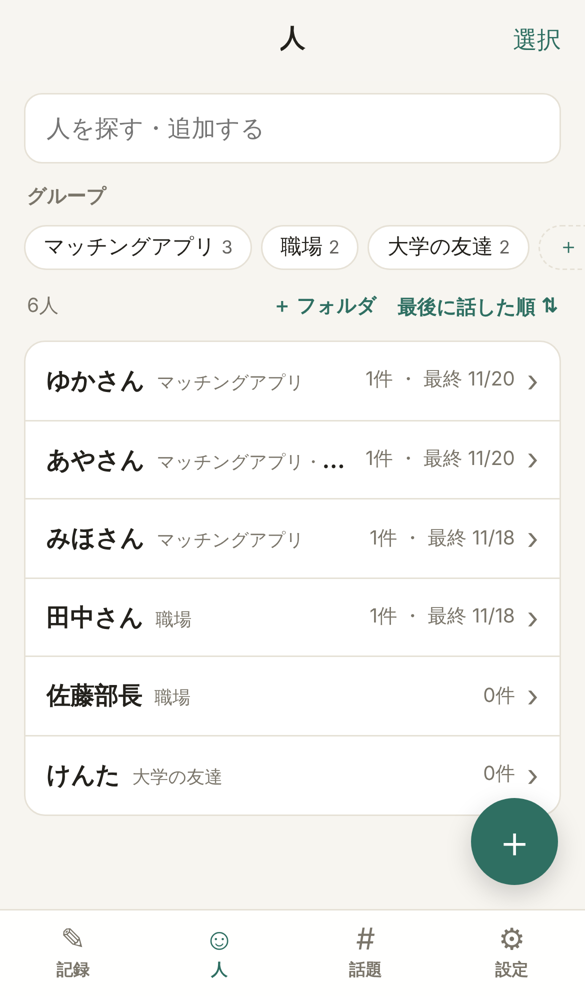 人 選択
人を探す・追加する
グループ
マッチングアプリ 3 職場 2 大学の友達 2 +
6人 + フォルダ 最後に話した順 ⇅
ゆかさん マッチングアプリ 1件 ・ 最終 11/20 ›
あやさん マッチングアプリ・… 1件 ・ 最終 11/20 ›
みほさん マッチングアプリ 1件 ・ 最終 11/18 ›
田中さん 職場 1件 ・ 最終 11/18 ›
佐藤部長 職場 0件 ›
けんた 大学の友達 0件 ›
+
✎ ☺ # ⚙
記録 人 話題 設定